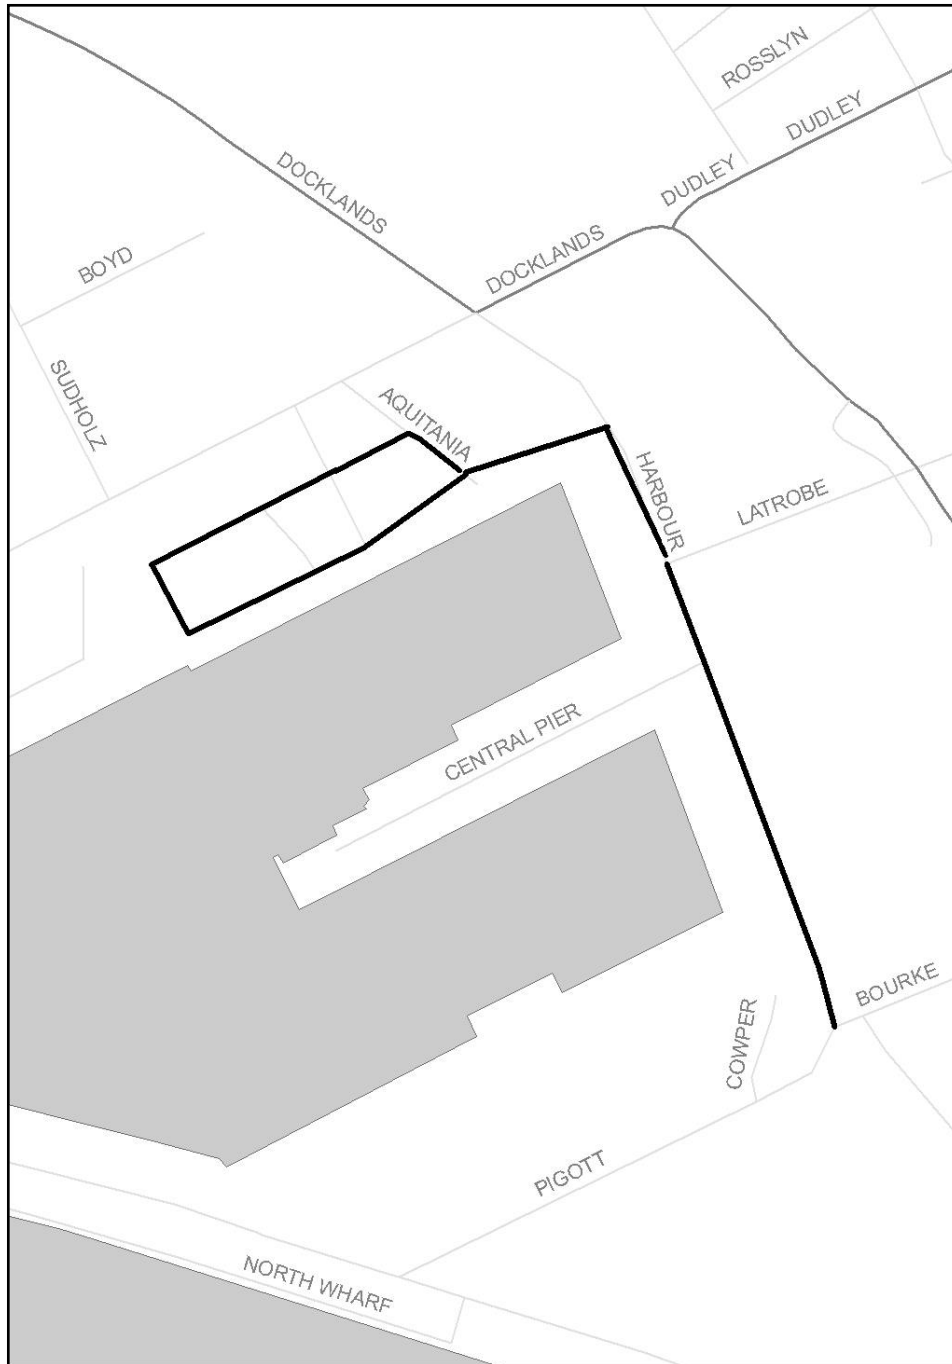 ROSSLYN
DUDLEY
DUDLEY
DOCKLANDS
DOCKLANDS
BOYD
SUDHOLZ
AQUITANIA
HARBOUR
LATROBE
CENTRAL PIER
BOURKE
COWPER
PIGOTT
NORTH WHARF